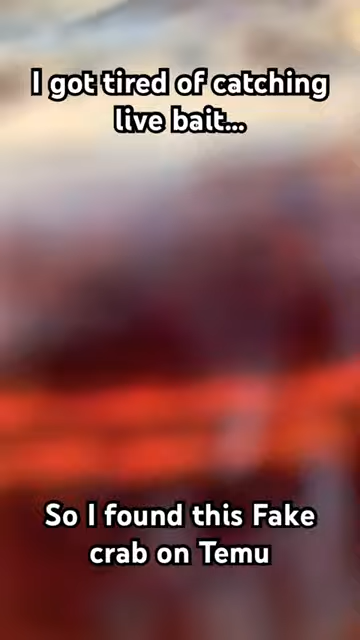 I got tired of catching
live bait...
So I found this Fake
crab on Temu